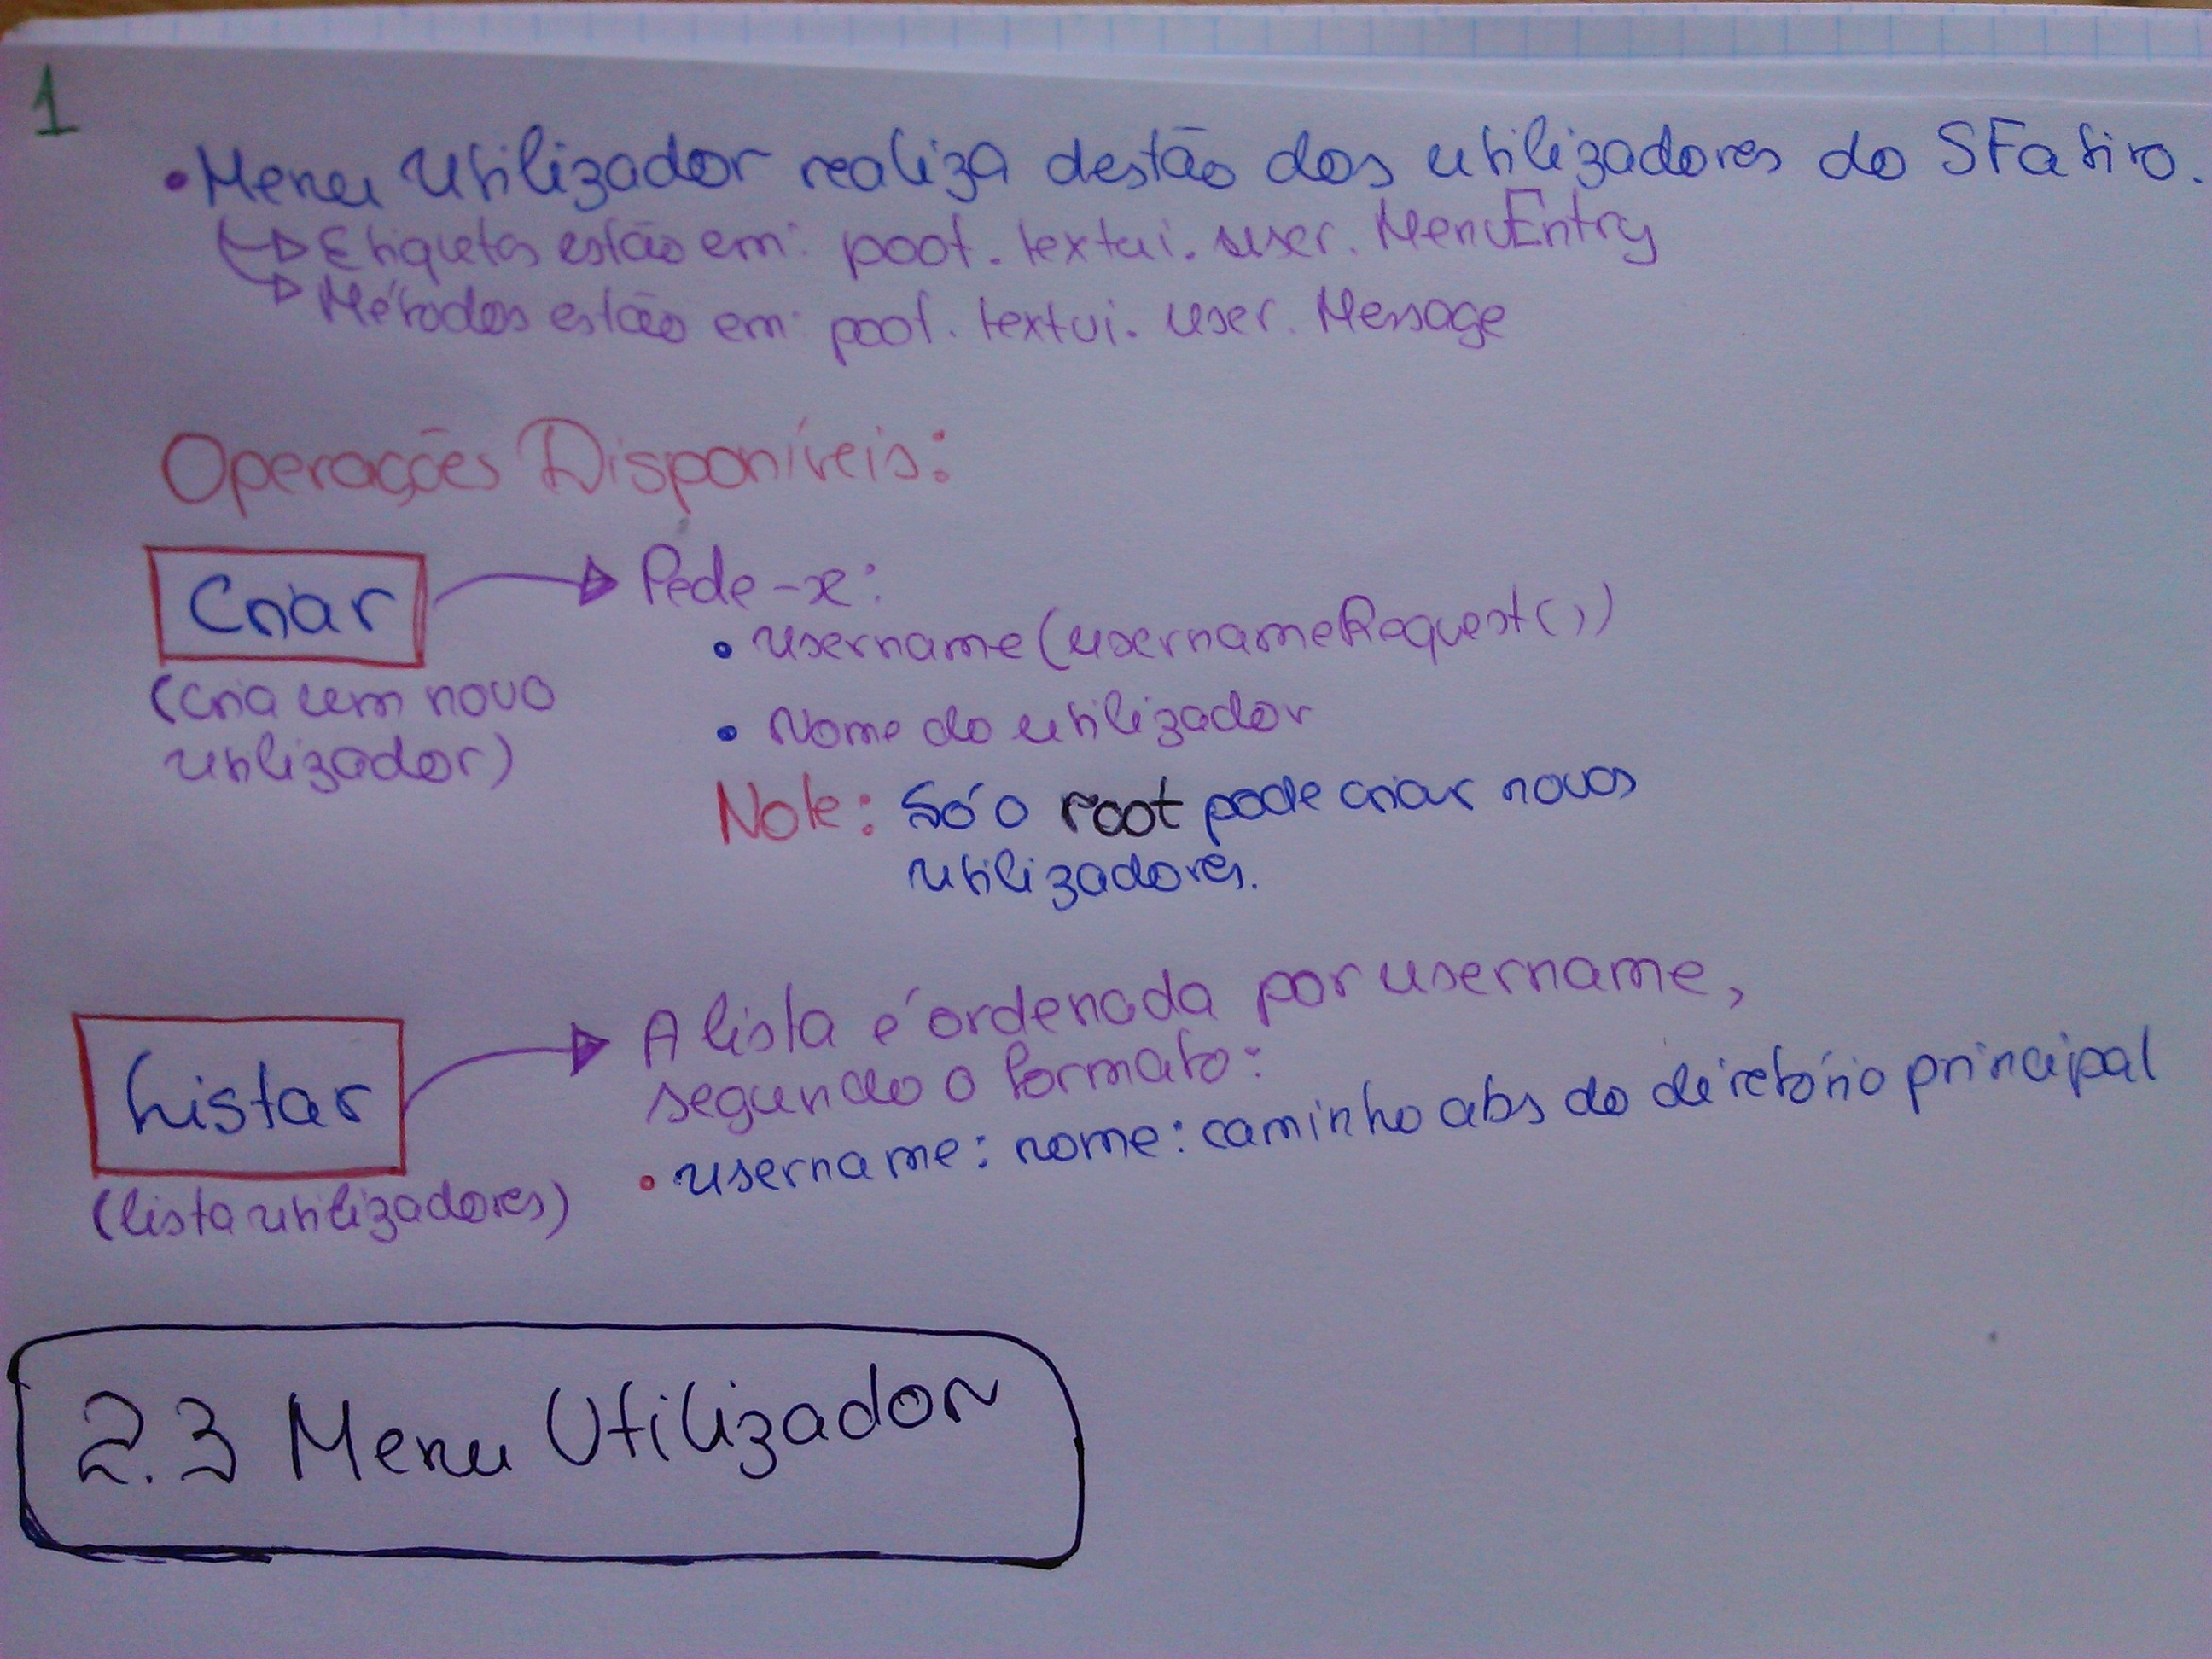 1
• Menu Utilizador realiza destão dos utilizadores do SF ativo.
Etiquetas estão em: poof.textui.user.MenuEntry
Métodos estão em: poof.textui.user.Message
Operações Disponíveis:
Criar
Pede-se:
• username (usernameRequest())
(cria um novo
• Nome do utilizador
utilizador)
Note: Só o root pode criar novos
utilizadores.
A lista é ordenada por username,
Listar
segundo o formato:
• username: nome: caminho abs do diretório principal
(lista utilizadores)
2.3 Menu Utilizador